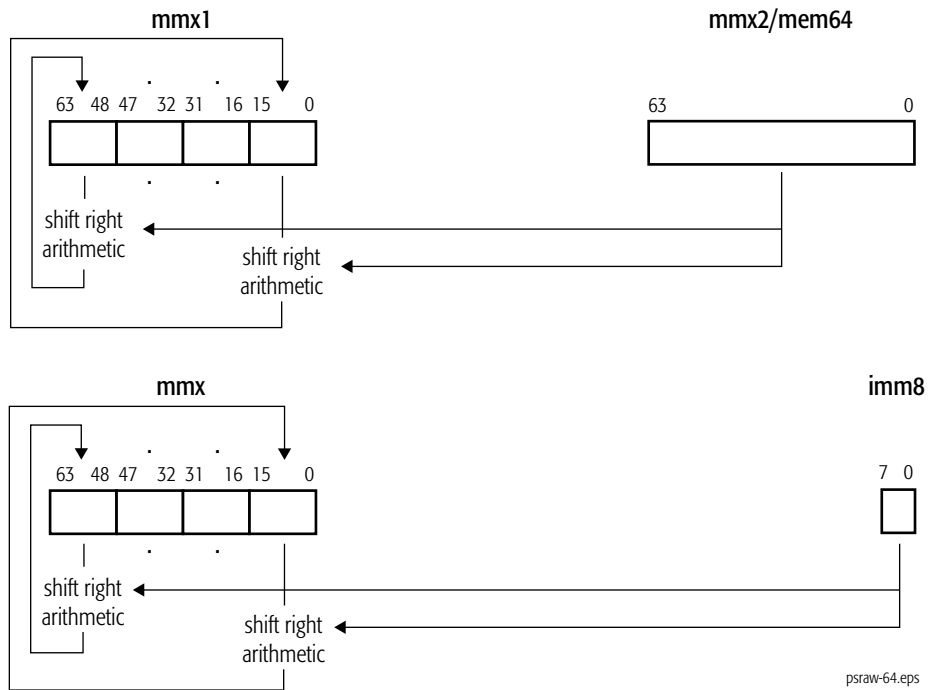 mmx1 mmx2/mem64
. .
63 48 47 32 31 16 15 0 63 0
. .
shift right
arithmetic
shift right
arithmetic
mmx imm8
. .
63 48 47 32 31 16 15 0 7 0
. .
shift right
arithmetic
shift right
arithmetic
psraw-64.eps